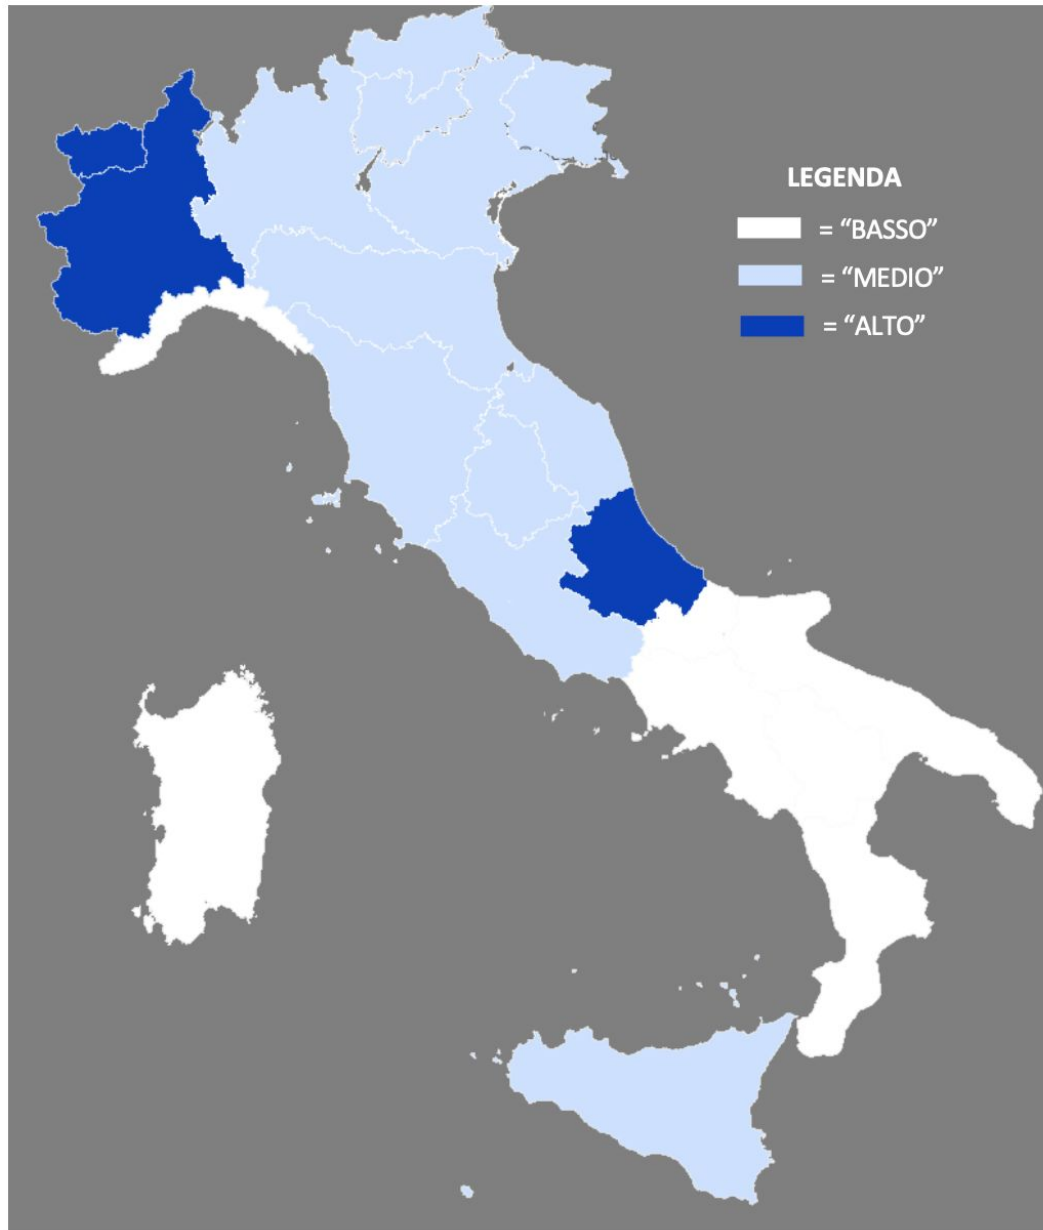 LEGENDA
= “BASSO”
= “MEDIO”
= “ALTO”